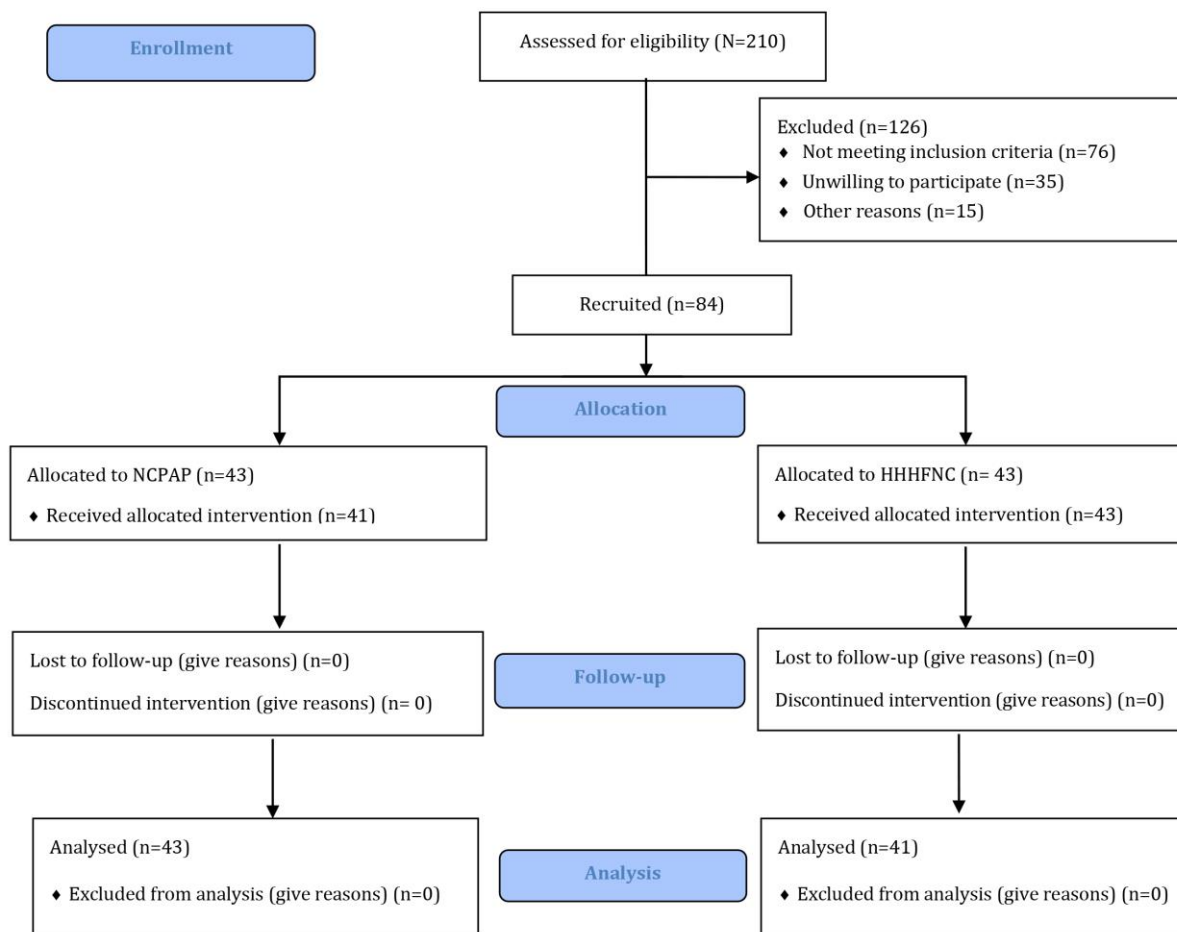 Enrollment
Assessed for eligibility (N=210)
Excluded (n=126)
♦ Not meeting inclusion criteria (n=76)
♦ Unwilling to participate (n=35)
♦ Other reasons (n=15)
Recruited (n=84)
Allocation
Allocated to NCPAP (n=43)
♦ Received allocated intervention (n=41)
Allocated to HHHFNC (n= 43)
♦ Received allocated intervention (n=43)
Lost to follow-up (give reasons) (n=0)
Discontinued intervention (give reasons) (n= 0)
Follow-up
Lost to follow-up (give reasons) (n=0)
Discontinued intervention (give reasons) (n=0)
Analysed (n=43)
♦ Excluded from analysis (give reasons) (n=0)
Analysis
Analysed (n=41)
♦ Excluded from analysis (give reasons) (n=0)